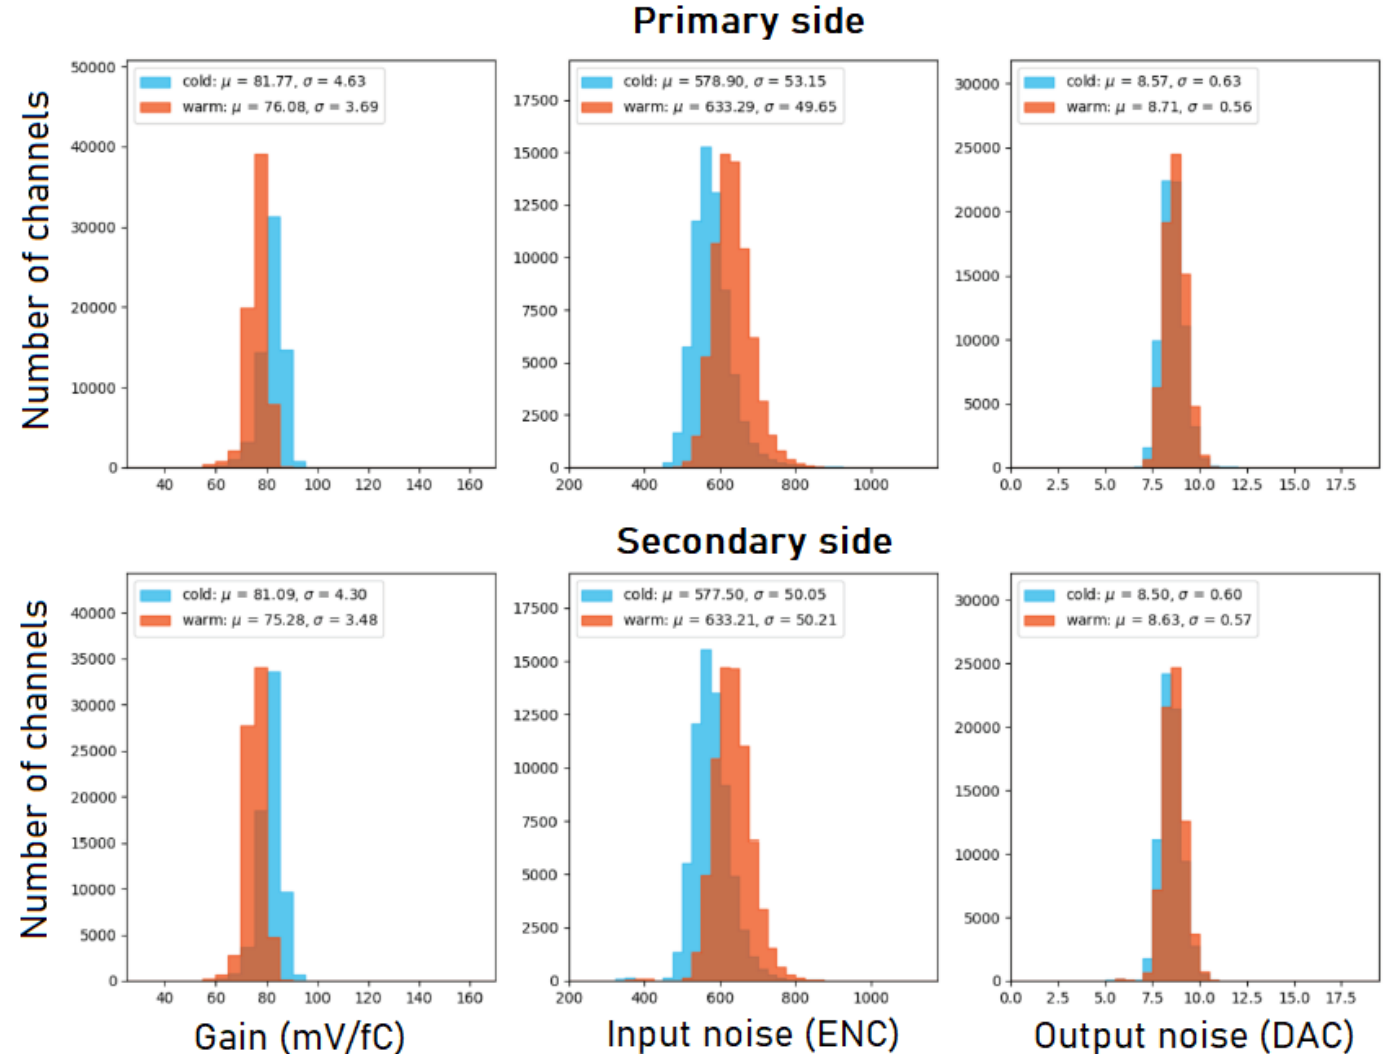 Primary side
Number of channels
50000
40000
30000
20000
10000
0
cold: μ = 81.77, σ = 4.63
warm: μ = 76.08, σ = 3.69
40 60 80 100 120 140 160
17500
15000
12500
10000
7500
5000
2500
0
cold: μ = 578.90, σ = 53.15
warm: μ = 633.29, σ = 49.65
200 400 600 800 1000
30000
25000
20000
15000
10000
5000
0
cold: μ = 8.57, σ = 0.63
warm: μ = 8.71, σ = 0.56
0.0 2.5 5.0 7.5 10.0 12.5 15.0 17.5
Secondary side
Number of channels
40000
35000
30000
25000
20000
15000
10000
5000
0
cold: μ = 81.09, σ = 4.30
warm: μ = 75.28, σ = 3.48
40 60 80 100 120 140 160
Gain (mV/fC)
17500
15000
12500
10000
7500
5000
2500
0
cold: μ = 577.50, σ = 50.05
warm: μ = 633.21, σ = 50.21
200 400 600 800 1000
Input noise (ENC)
30000
25000
20000
15000
10000
5000
0
cold: μ = 8.50, σ = 0.60
warm: μ = 8.63, σ = 0.57
0.0 2.5 5.0 7.5 10.0 12.5 15.0 17.5
Output noise (DAC)